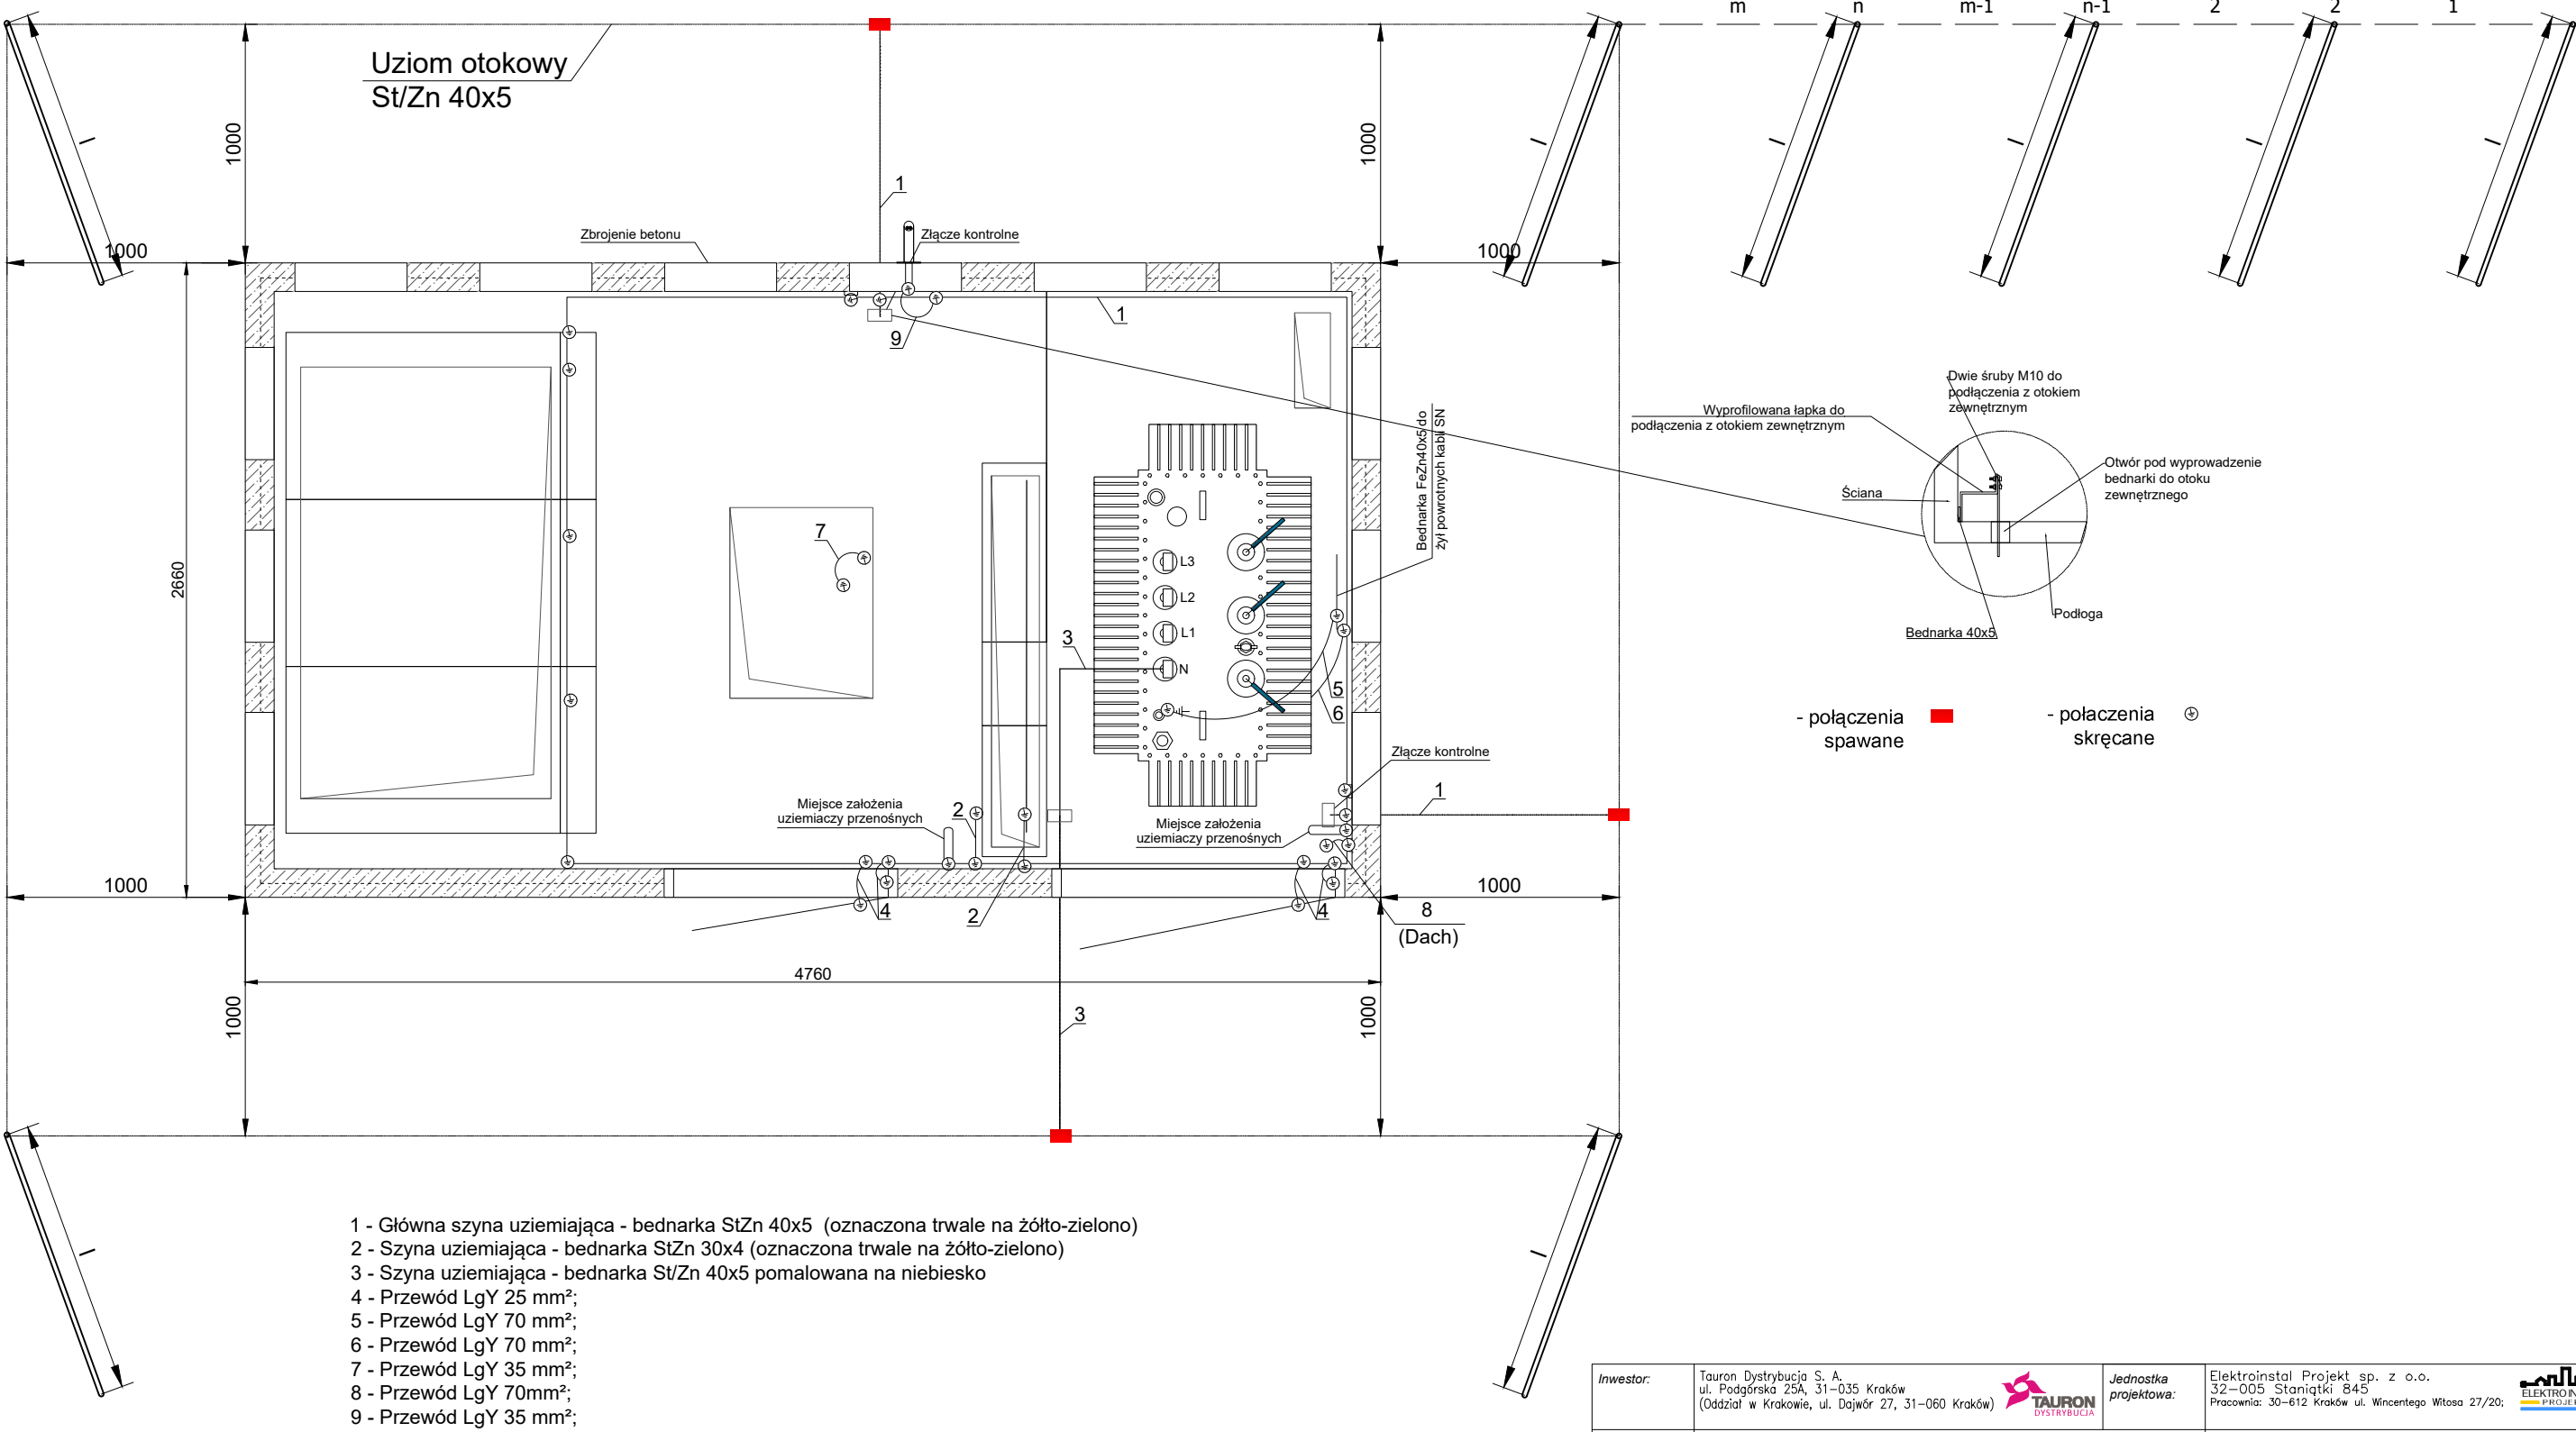 m n m-1 n-1 2 2 1
Uziom otokowy
St/Zn 40x5
l
l
l
l
l
l
1000
1000
1
Zbrojenie betonu
Złącze kontrolne
1000
1000
1
9
Dwie śruby M10 do
podłączenia z otokiem
zewnętrznym
Wyprofilowana łapka do
podłączenia z otokiem zewnętrznym
Otwór pod wyprowadzenie
bednarki do otoku
zewnętrznego
Ściana
Podłoga
Bednarka 40x5
Bednarka FeZn40x5 do
żył powrotnych kabli SN
2660
7
L3
L2
L1
N
3
5
6
- połączenia
spawane
- połaczenia
skręcane
Złącze kontrolne
1
Miejsce założenia
uziemiaczy przenośnych
2
Miejsce założenia
uziemiaczy przenośnych
1000
1000
4
2
4
8
(Dach)
4760
1000
1000
3
l
l
1 - Główna szyna uziemiająca - bednarka StZn 40x5 (oznaczona trwale na żółto-zielono)
2 - Szyna uziemiająca - bednarka StZn 30x4 (oznaczona trwale na żółto-zielono)
3 - Szyna uziemiająca - bednarka St/Zn 40x5 pomalowana na niebiesko
4 - Przewód LgY 25 mm²;
5 - Przewód LgY 70 mm²;
6 - Przewód LgY 70 mm²;
7 - Przewód LgY 35 mm²;
8 - Przewód LgY 70mm²;
9 - Przewód LgY 35 mm²;
Inwestor:
Tauron Dystrybucja S. A.
ul. Podgórska 25A, 31-035 Kraków
(Oddział w Krakowie, ul. Dajwór 27, 31-060 Kraków)
TAURON
DYSTRYBUCJA
Jednostka
projektowa:
Elektroinstal Projekt sp. z o.o.
32-005 Staniątki 845
Pracownia: 30-612 Kraków ul. Wincentego Witosa 27/20;